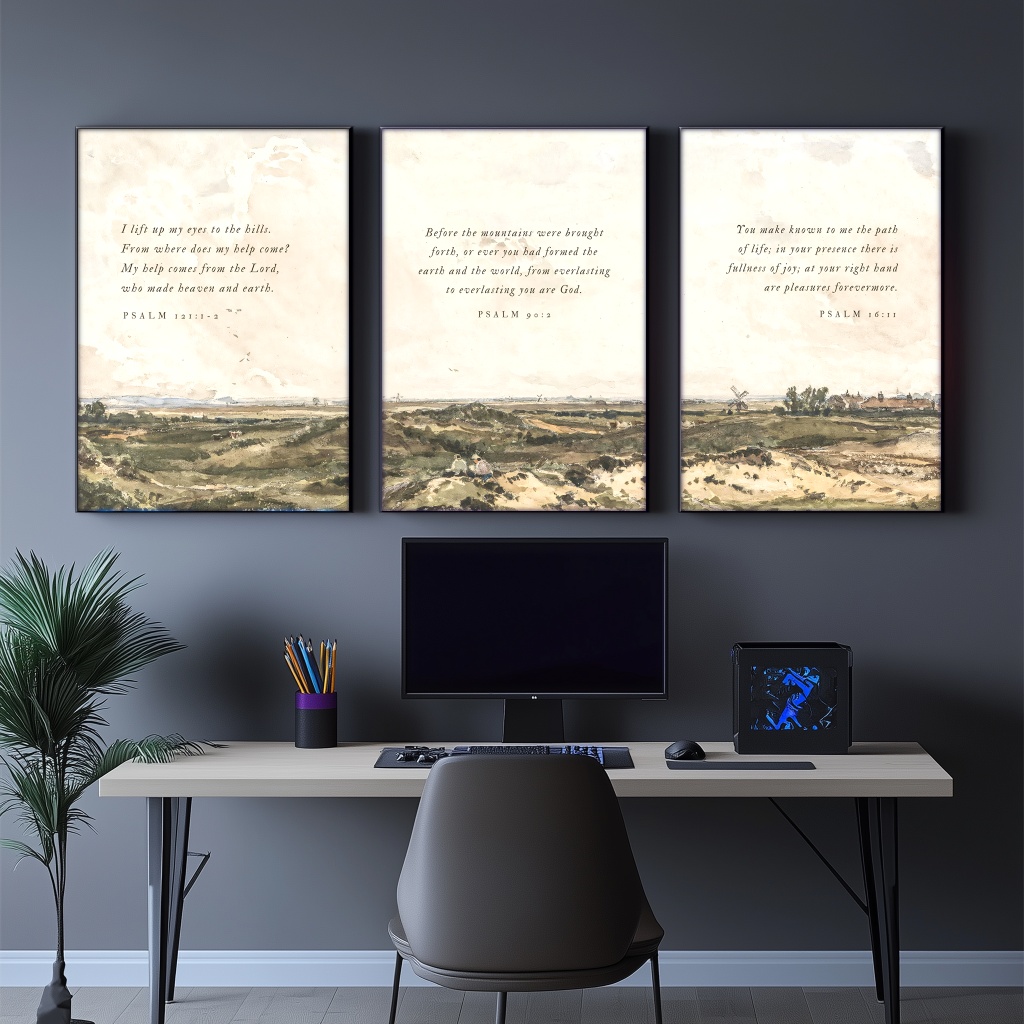 I lift up my eyes to the hills.
From where does my help come?
My help comes from the Lord,
who made heaven and earth.
PSALM 121:1-2
Before the mountains were brought
forth, or ever you had formed the
earth and the world, from everlasting
to everlasting you are God.
PSALM 90:2
You make known to me the path
of life; in your presence there is
fullness of joy; at your right hand
are pleasures forevermore.
PSALM 16:11